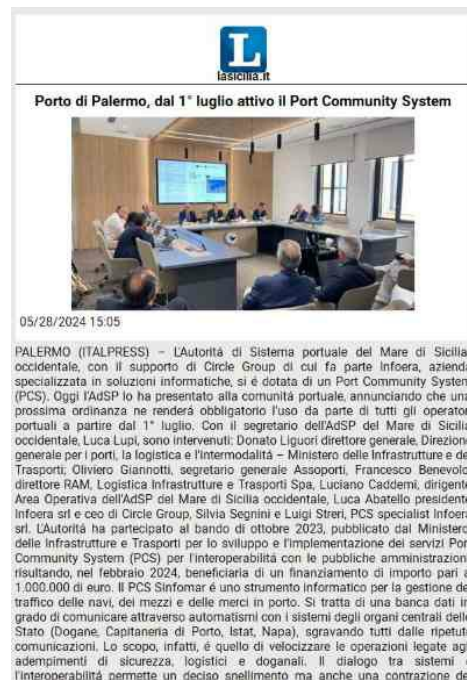 L
lasicilia.it
Porto di Palermo, dal 1° luglio attivo il Port Community System
05/28/2024 15:05
PALERMO (ITALPRESS) – L'Autorità di Sistema portuale del Mare di Sicilia
occidentale, con il supporto di Circle Group di cui fa parte Infoera, azienda
specializzata in soluzioni informatiche, si è dotata di un Port Community System
(PCS). Oggi l'AdSP lo ha presentato alla comunità portuale, annunciando che una
prossima ordinanza ne renderà obbligatorio l'uso da parte di tutti gli operator
portuali a partire dal 1° luglio. Con il segretario dell'AdSP del Mare di Sicilia
occidentale, Luca Lupi, sono intervenuti: Donato Liguori direttore generale, Direzion
generale per i porti, la logistica e l'intermodalità – Ministero delle Infrastrutture e de
Trasporti; Oliviero Giannotti, segretario generale Assoporti, Francesco Benevolo
direttore RAM, Logistica Infrastrutture e Trasporti Spa, Luciano Caddemi, dirigente
Area Operativa dell'AdSP del Mare di Sicilia occidentale, Luca Abatello presidente
Infoera srl e ceo di Circle Group, Silvia Segnini e Luigi Streri, PCS specialist Infoera
srl. L'Autorità ha partecipato al bando di ottobre 2023, pubblicato dal Ministero
delle Infrastrutture e Trasporti per lo sviluppo e l'implementazione dei servizi Por
Community System (PCS) per l'interoperabilità con le pubbliche amministrazion
risultando, nel febbraio 2024, beneficiaria di un finanziamento di importo pari a
1.000.000 di euro. Il PCS Sinfomar è uno strumento informatico per la gestione de
traffico delle navi, dei mezzi e delle merci in porto. Si tratta di una banca dati in
grado di comunicare attraverso automatismi con i sistemi degli organi centrali dello
Stato (Dogane, Capitaneria di Porto, Istat, Napa), sgravando tutti dalle ripetut
comunicazioni. Lo scopo, infatti, è quello di velocizzare le operazioni legate agl
adempimenti di sicurezza, logistici e doganali. Il dialogo tra sistemi e
l'interoperabilità permette un deciso snellimento ma anche una contrazione de